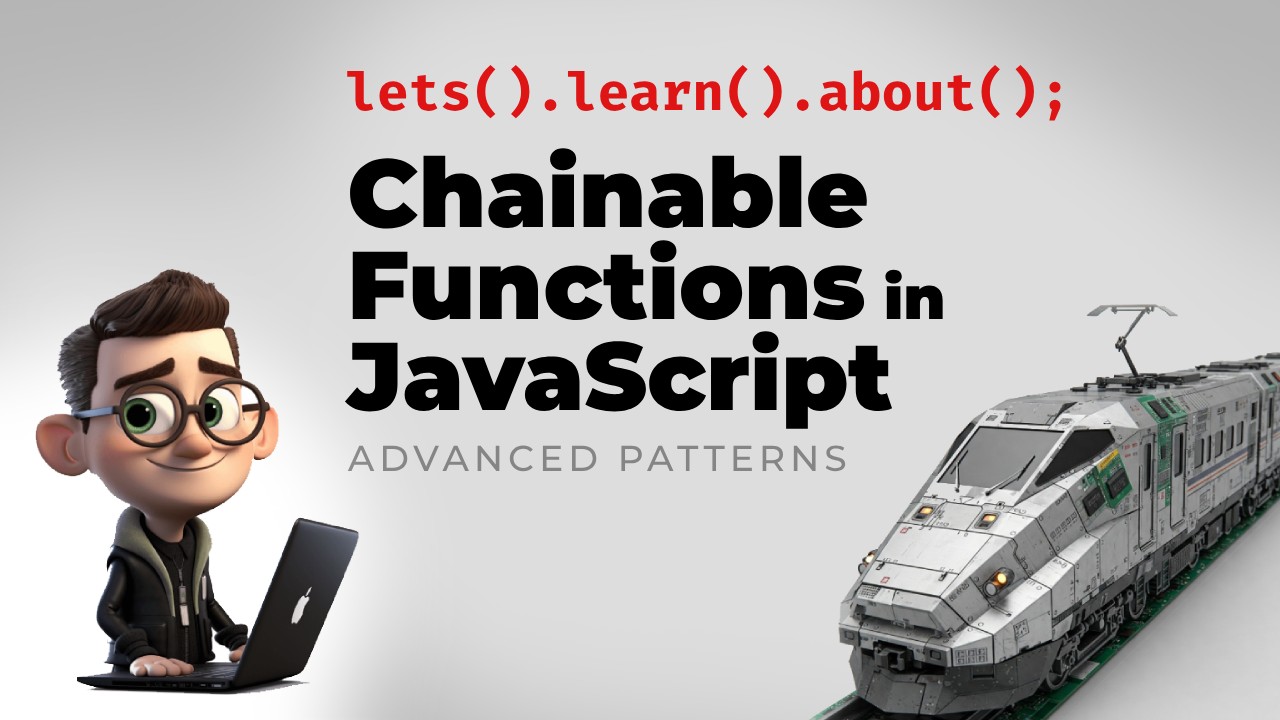 lets().learn().about();
Chainable
Functions in
JavaScript
ADVANCED PATTERNS